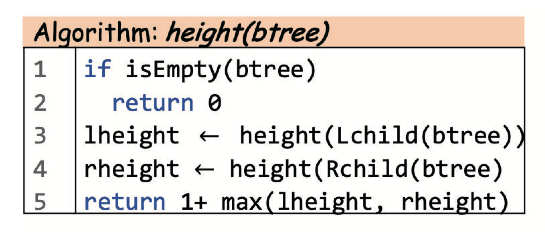 Algorithm: height(btree)
1 if isEmpty(btree)
2 return 0
3 lheight ← height(Lchild(btree))
4 rheight ← height(Rchild(btree)
5 return 1+ max(lheight, rheight)